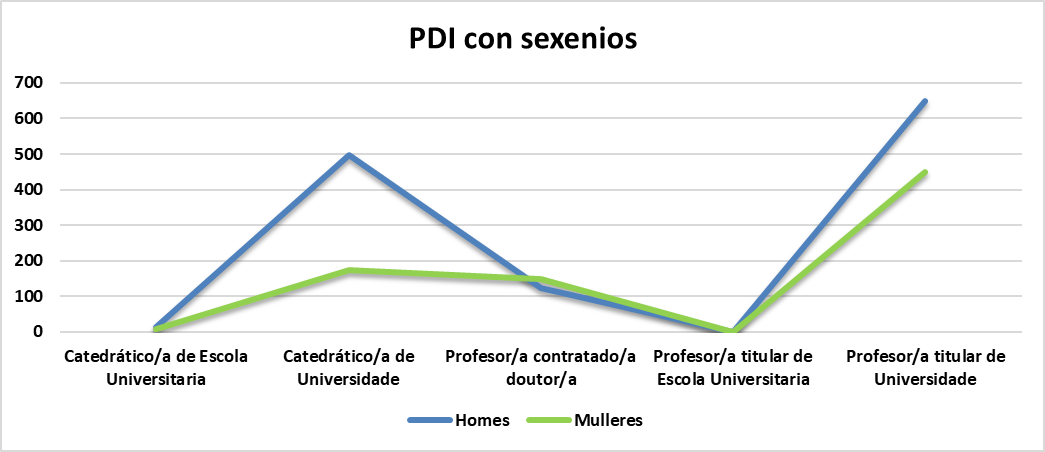 PDI con sexenios
700
600
500
400
300
200
100
0
Catedrático/a de Escola
Universitaria
Catedrático/a de
Universidade
Profesor/a contratado/a
doutor/a
Profesor/a titular de
Escola Universitaria
Profesor/a titular de
Universidade
Homes
Mulleres